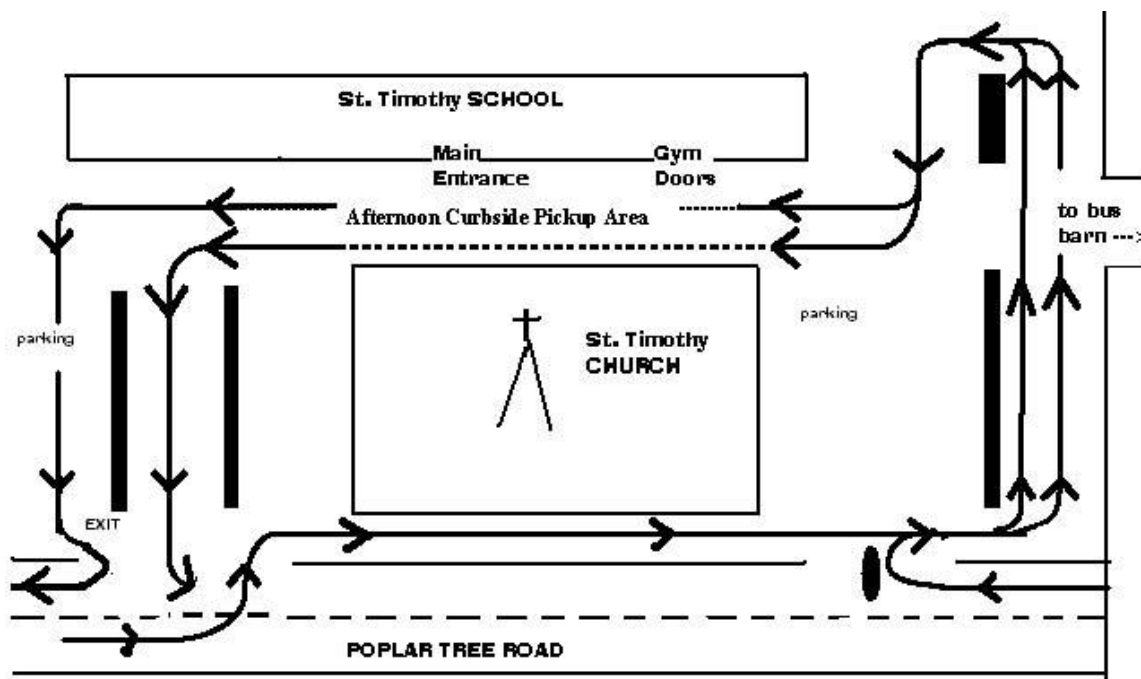 St. Timothy SCHOOL
Main
Entrance
Gym
Doors
Afternoon Curbside Pickup Area
to bus
barn --->
parking
parking
St. Timothy
CHURCH
EXIT
POPLAR TREE ROAD